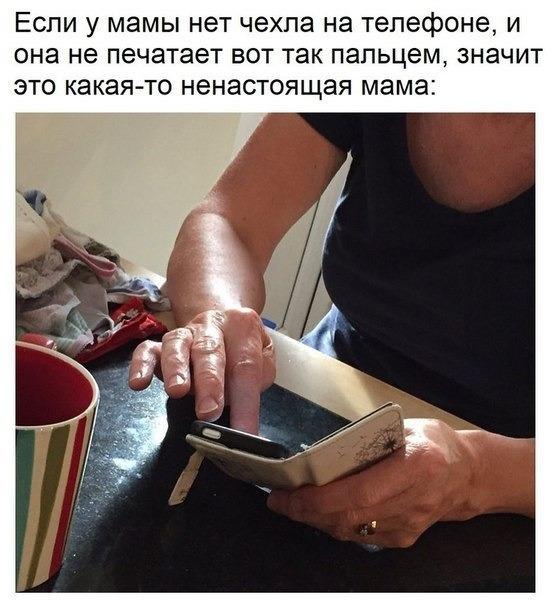 Если у мамы нет чехла на телефоне, и
она не печатает вот так пальцем, значит
это какая-то ненастоящая мама: